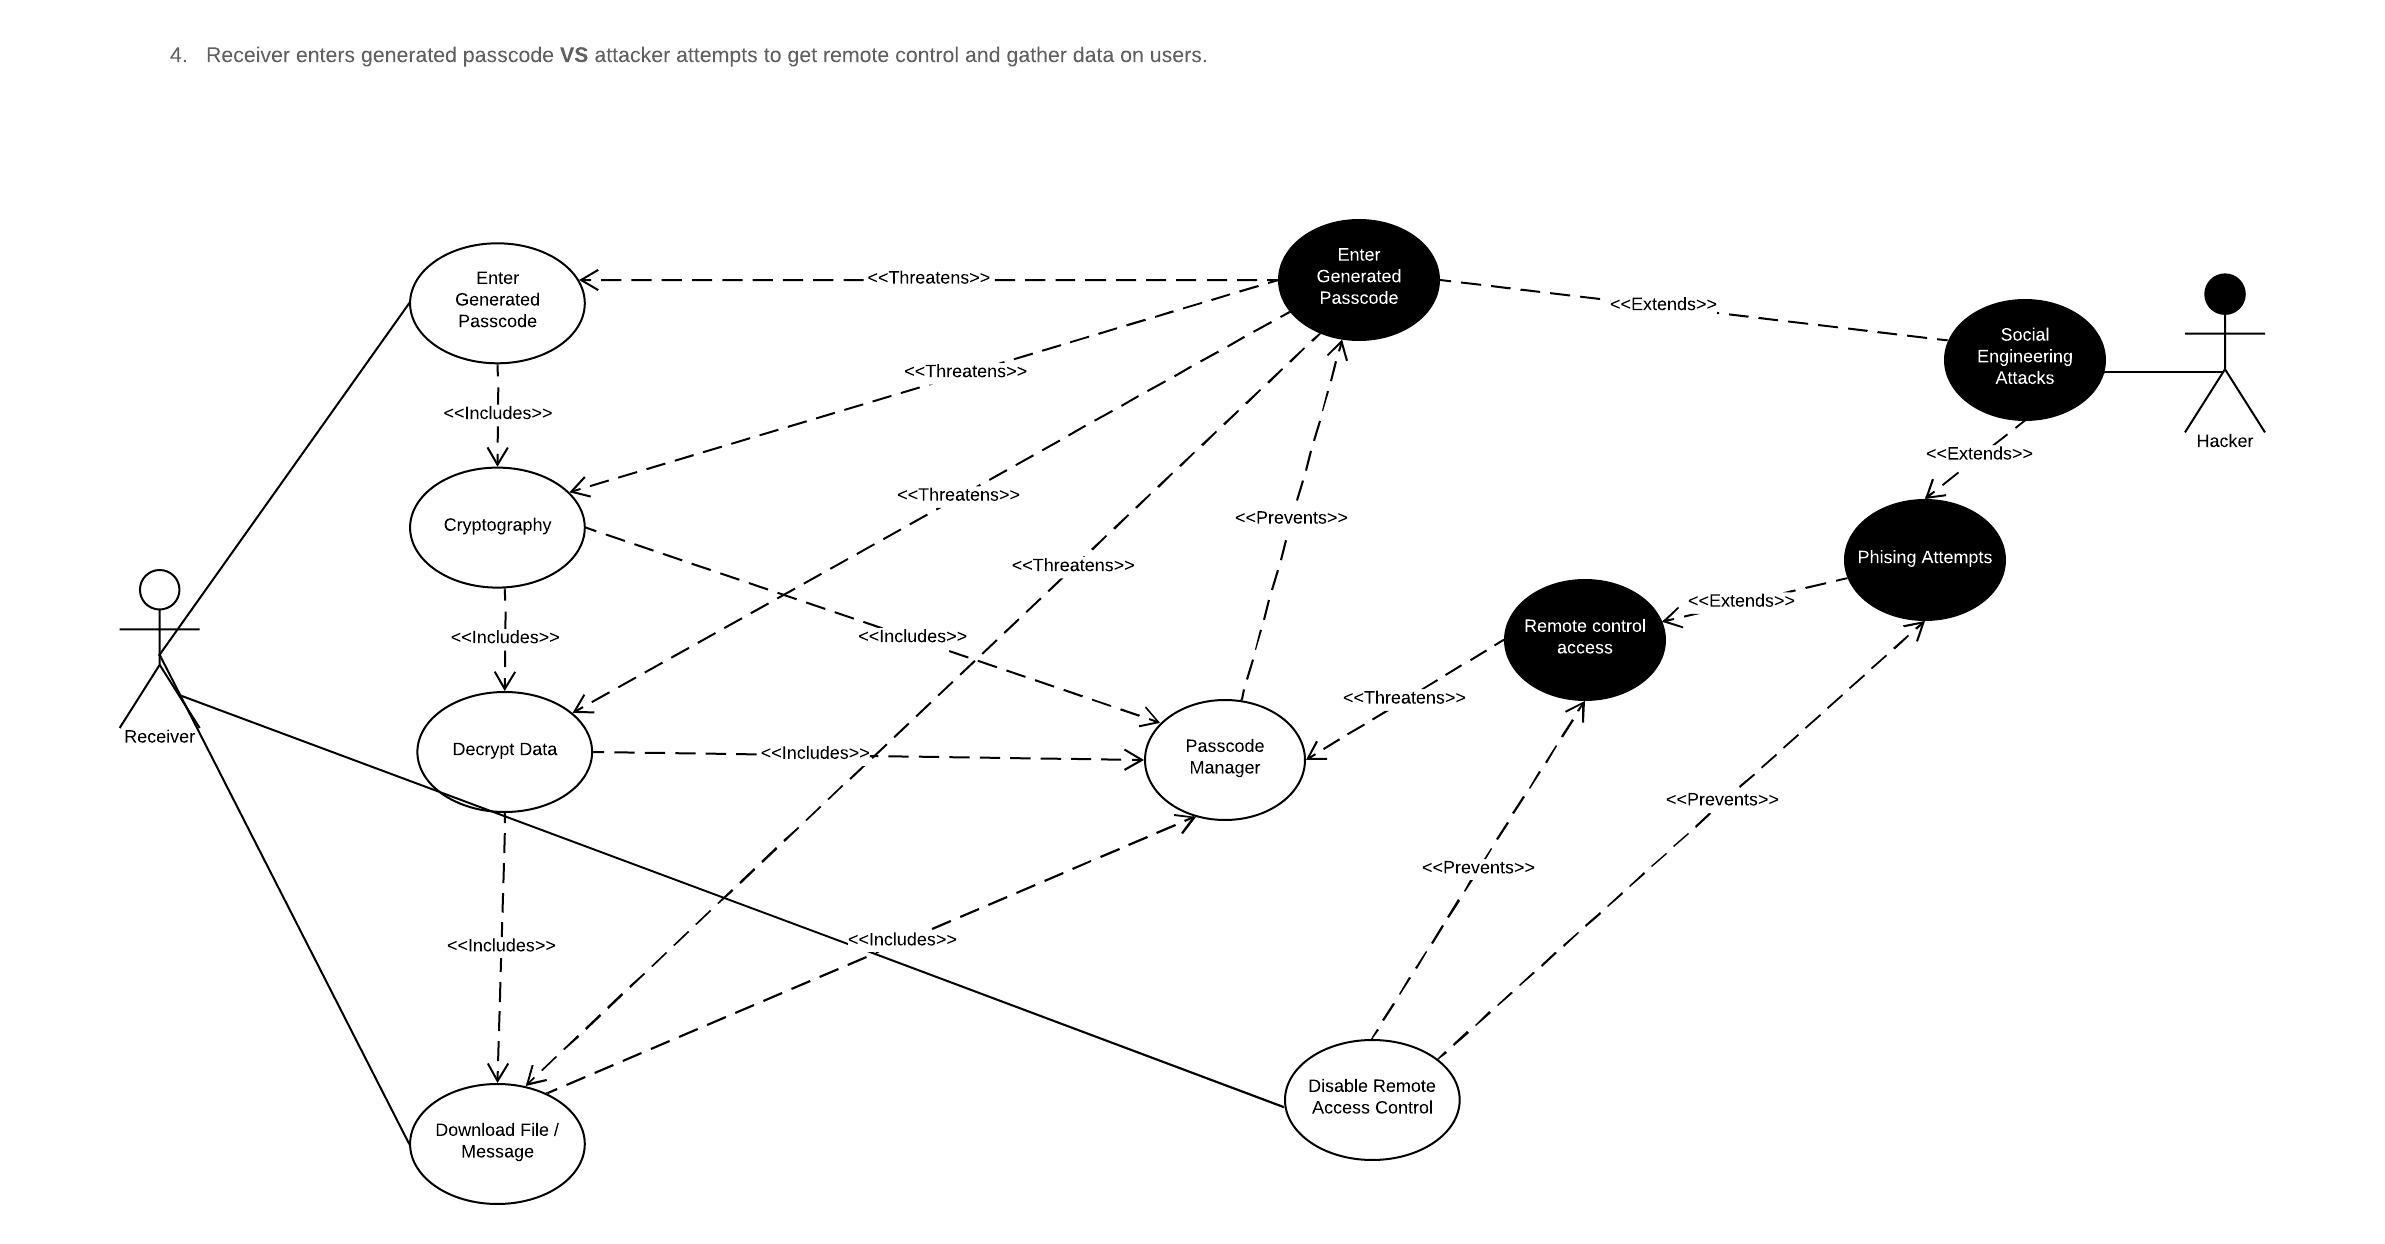 4. Receiver enters generated passcode VS attacker attempts to get remote control and gather data on users.
Enter
Generated
Passcode
<<Threatens>>
Enter
Generated
Passcode
<<Extends>>
Social
Engineering
Attacks
Hacker
<<Includes>>
<<Threatens>>
<<Extends>>
Cryptography
<<Threatens>>
<<Prevents>>
Phising Attempts
<<Threatens>>
<<Includes>>
<<Includes>>
Remote control
access
<<Extends>>
<<Threatens>>
Receiver
Decrypt Data
<<Includes>>
Passcode
Manager
<<Prevents>>
<<Prevents>>
<<Includes>>
<<Includes>>
Download File /
Message
Disable Remote
Access Control